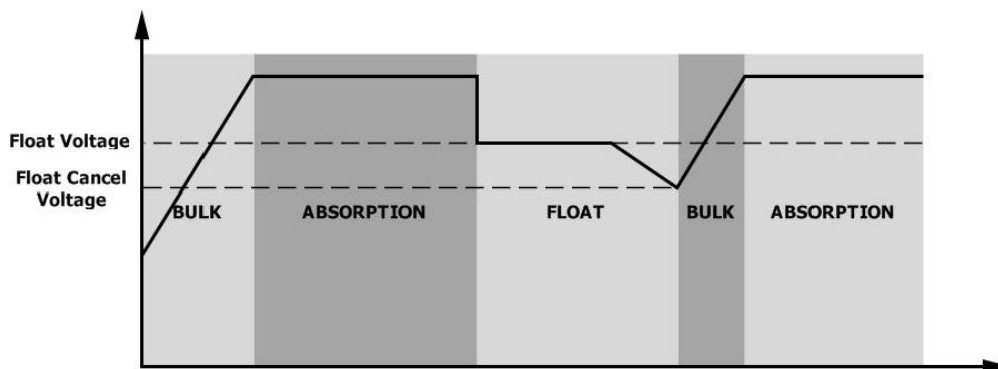 Float Voltage
Float Cancel
Voltage
BULK
ABSORPTION
FLOAT
BULK
ABSORPTION